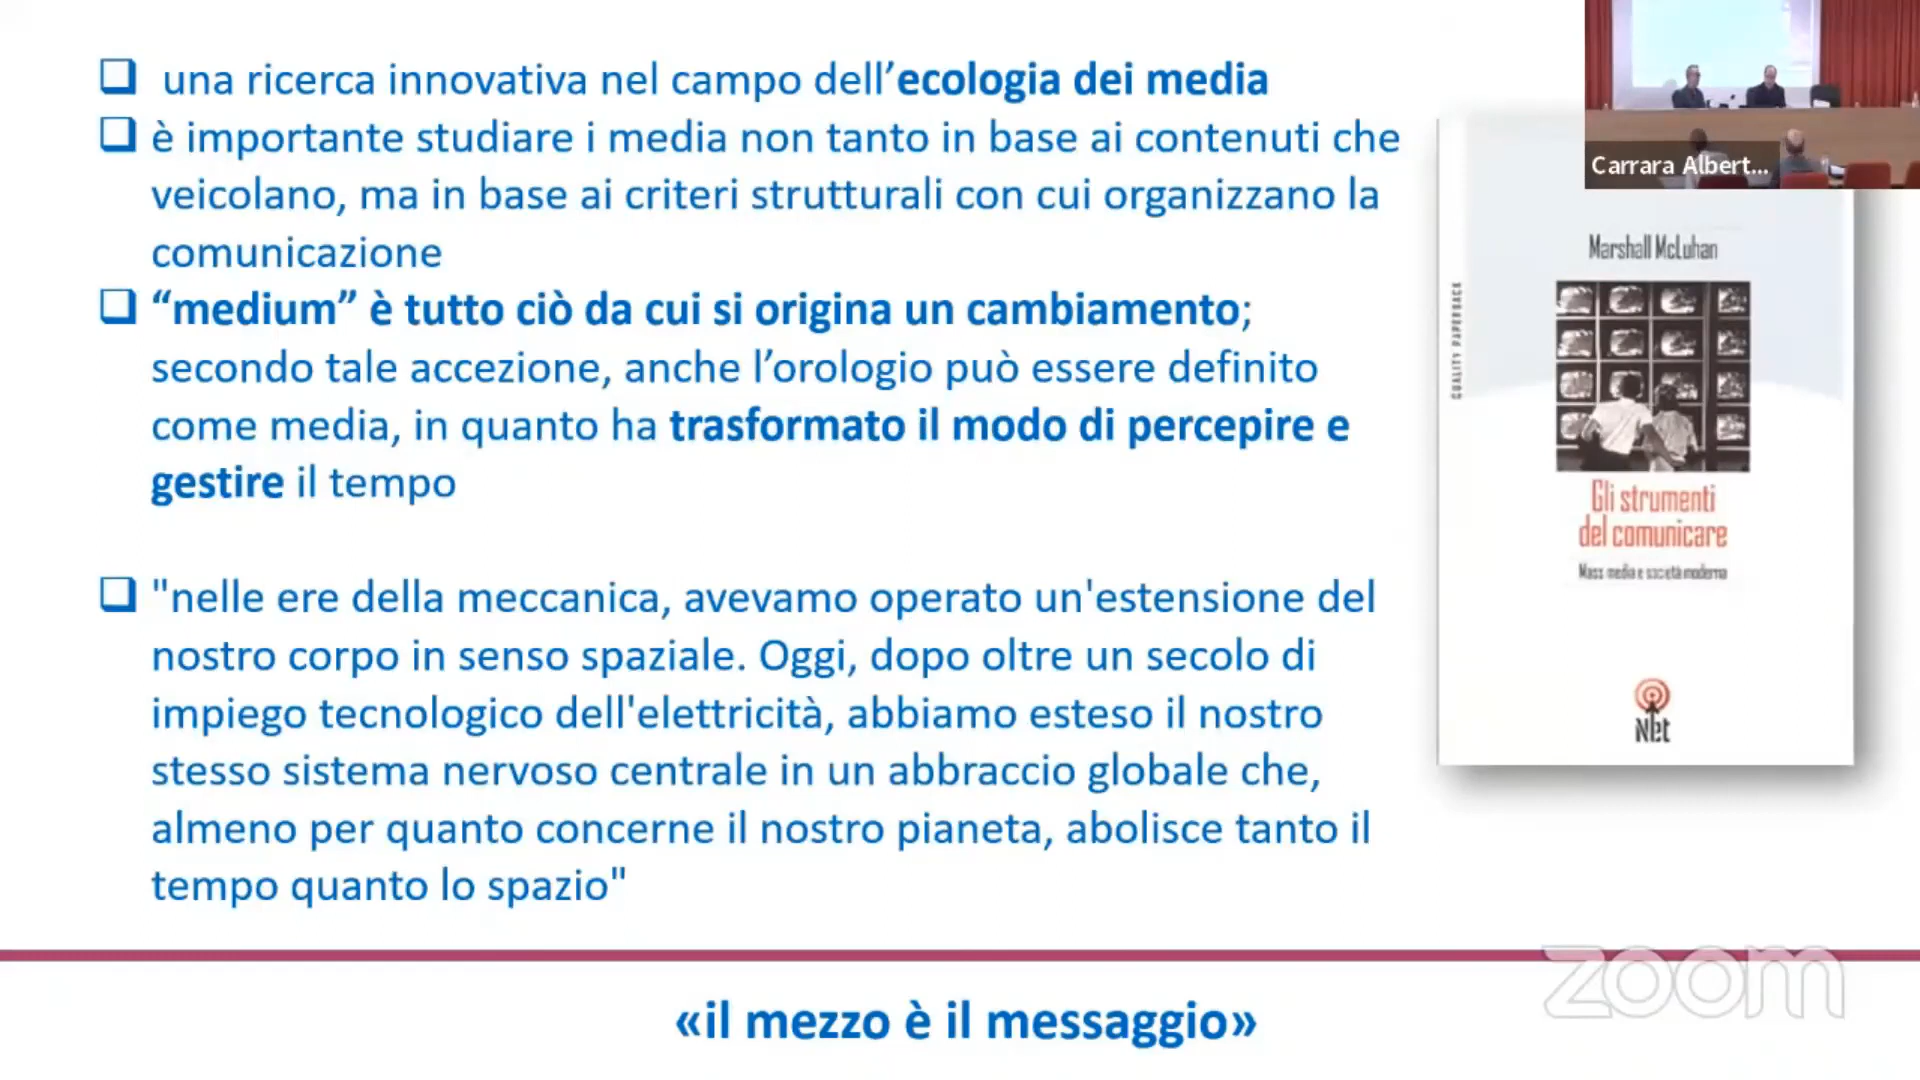 una ricerca innovativa nel campo dell’ecologia dei media
è importante studiare i media non tanto in base ai contenuti che
veicolano, ma in base ai criteri strutturali con cui organizzano la
comunicazione
“medium” è tutto ciò da cui si origina un cambiamento;
secondo tale accezione, anche l’orologio può essere definito
come media, in quanto ha trasformato il modo di percepire e
gestire il tempo
"nelle ere della meccanica, avevamo operato un'estensione del
nostro corpo in senso spaziale. Oggi, dopo oltre un secolo di
impiego tecnologico dell'elettricità, abbiamo esteso il nostro
stesso sistema nervoso centrale in un abbraccio globale che,
almeno per quanto concerne il nostro pianeta, abolisce tanto il
tempo quanto lo spazio"
«il mezzo è il messaggio»
Carrara Albert...
Marshall McLuhan
QUALITY PAPERBACK
Gli strumenti
del comunicare
Mass media e società moderna
Net
zoom